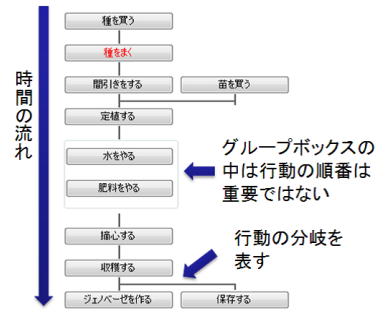 種を買う
種をまく
間引きをする
苗を買う
定植する
水をやる
肥料をやる
摘心する
収穫する
ジェノベーゼを作る
保存する
時間の流れ
グループボックスの
中は行動の順番は
重要ではない
行動の分岐を
表す